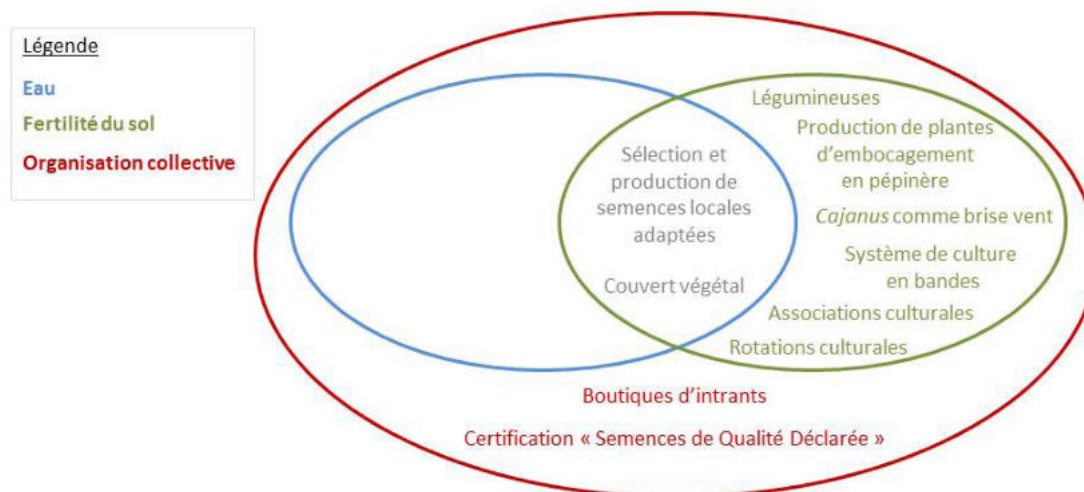 Légende
Eau
Fertilité du sol
Organisation collective
Sélection et
production de
semences locales
adaptées
Couvert végétal
Légumineuses
Production de plantes
d’embocagement
en pépinère
Cajanus comme brise vent
Système de culture
en bandes
Associations culturales
Rotations culturales
Boutiques d’intrants
Certification « Semences de Qualité Déclarée »